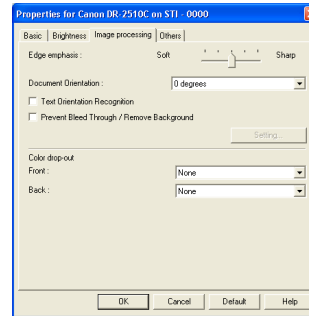 Properties for Canon DR-2510C on STI - 0000
Basic Brightness Image processing Others
Edge emphasis : Soft Sharp
Document Orientation : 0 degrees
Text Orientation Recognition
Prevent Bleed Through / Remove Background
Setting...
Color drop-out
Front : None
Back : None
OK Cancel Default Help